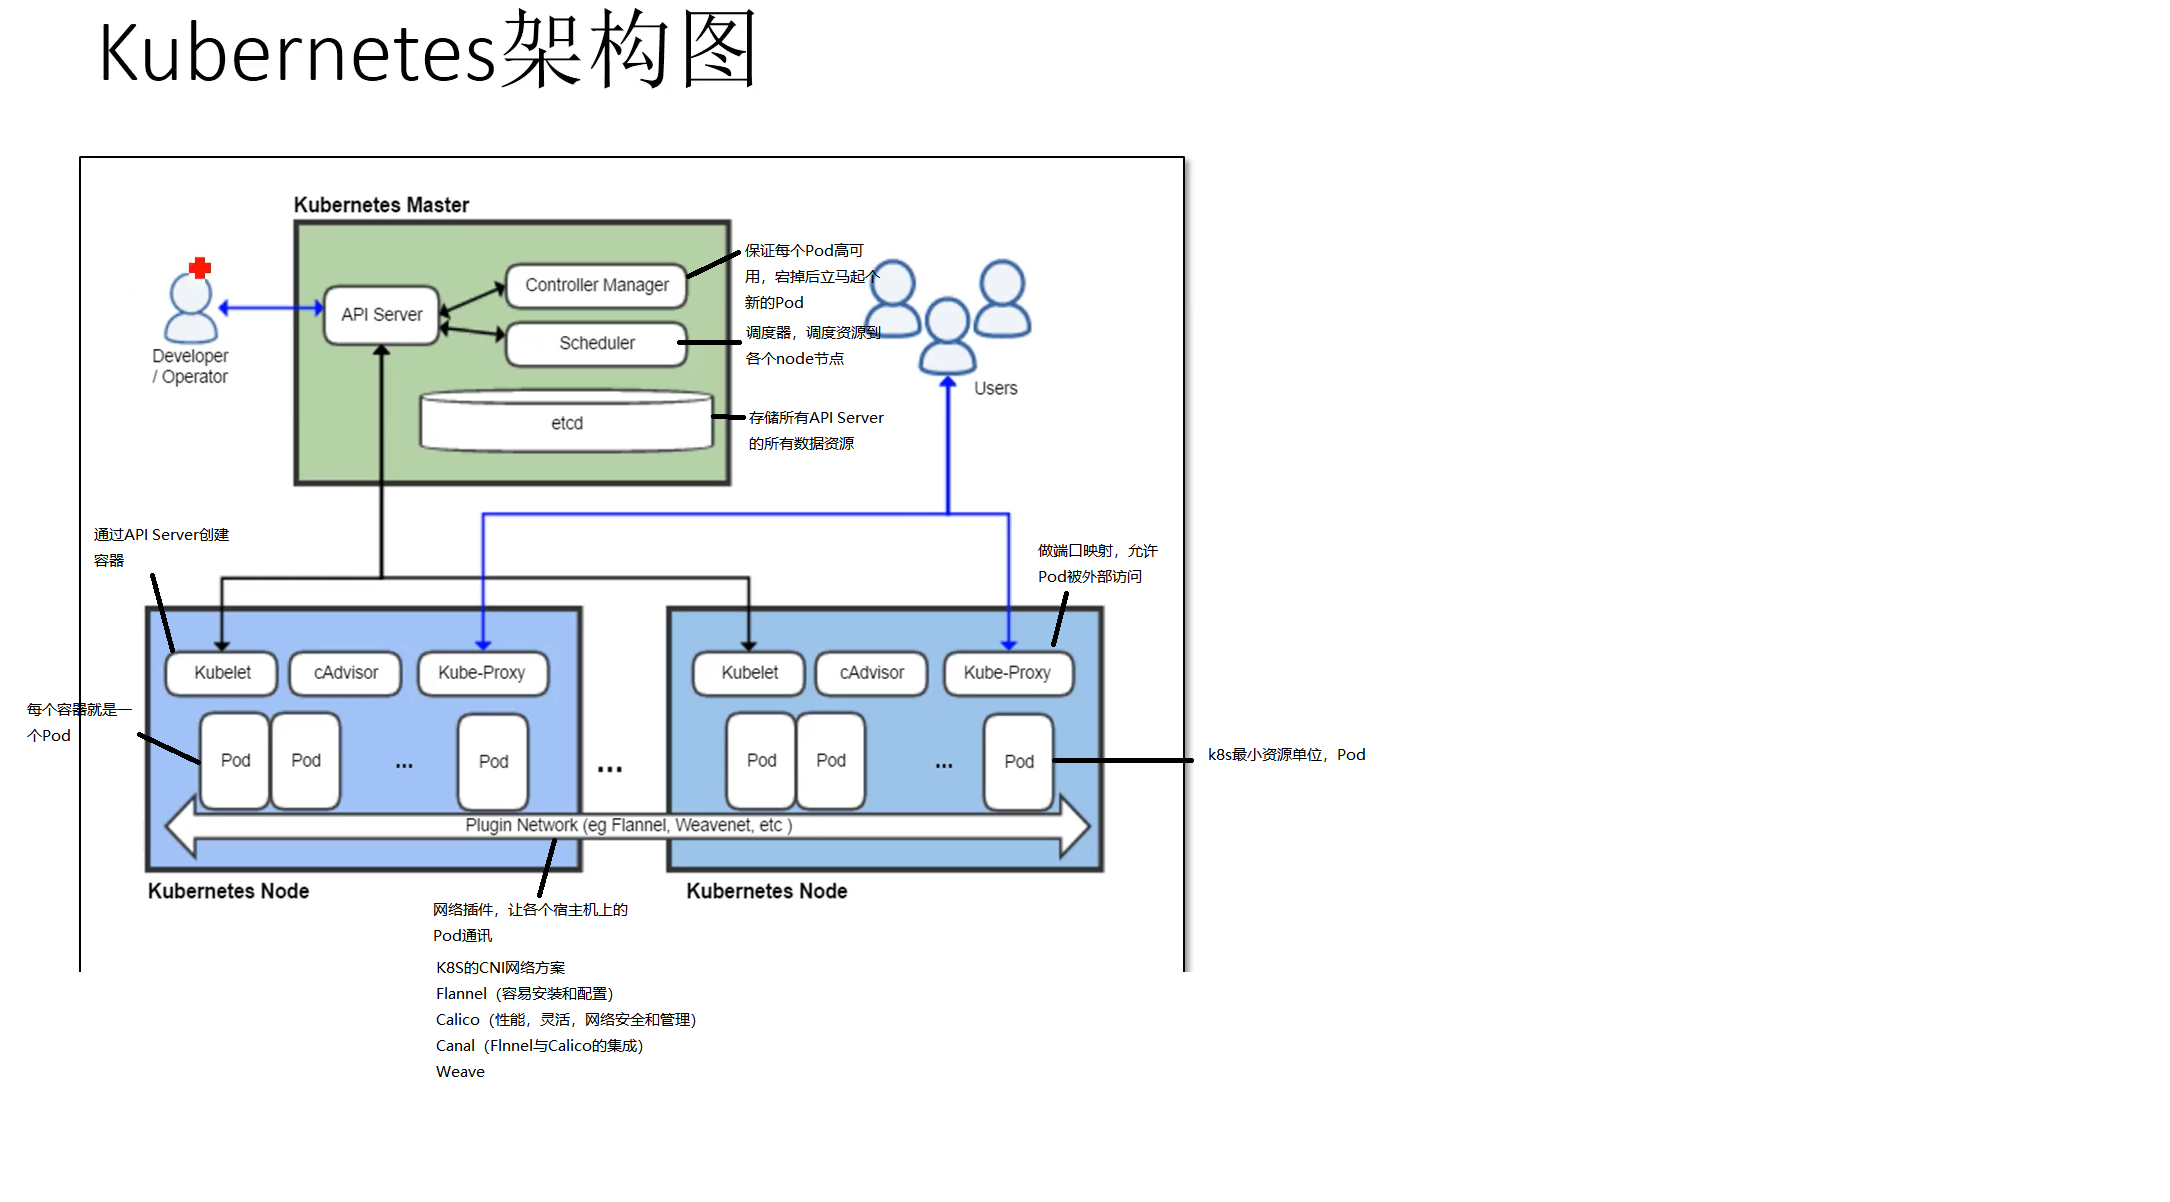 Kubernetes架构图
Kubernetes Master
API Server
Controller Manager
Scheduler
etcd
Developer
/ Operator
保证每个Pod高可
用，宕掉后立马起个
新的Pod
调度器，调度资源到
各个node节点
存储所有API Server
的所有数据资源
Users
通过API Server创建
容器
做端口映射，允许
Pod被外部访问
Kubelet
cAdvisor
Kube-Proxy
Kubelet
cAdvisor
Kube-Proxy
每个容器就是一
个Pod
Pod
Pod
...
Pod
...
Pod
Pod
...
Pod
k8s最小资源单位，Pod
Plugin Network (eg Flannel, Weavenet, etc )
Kubernetes Node
Kubernetes Node
网络插件，让各个宿主机上的
Pod通讯
K8S的CNI网络方案
Flannel（容易安装和配置）
Calico（性能，灵活，网络安全和管理）
Canal（Flnnel与Calico的集成）
Weave